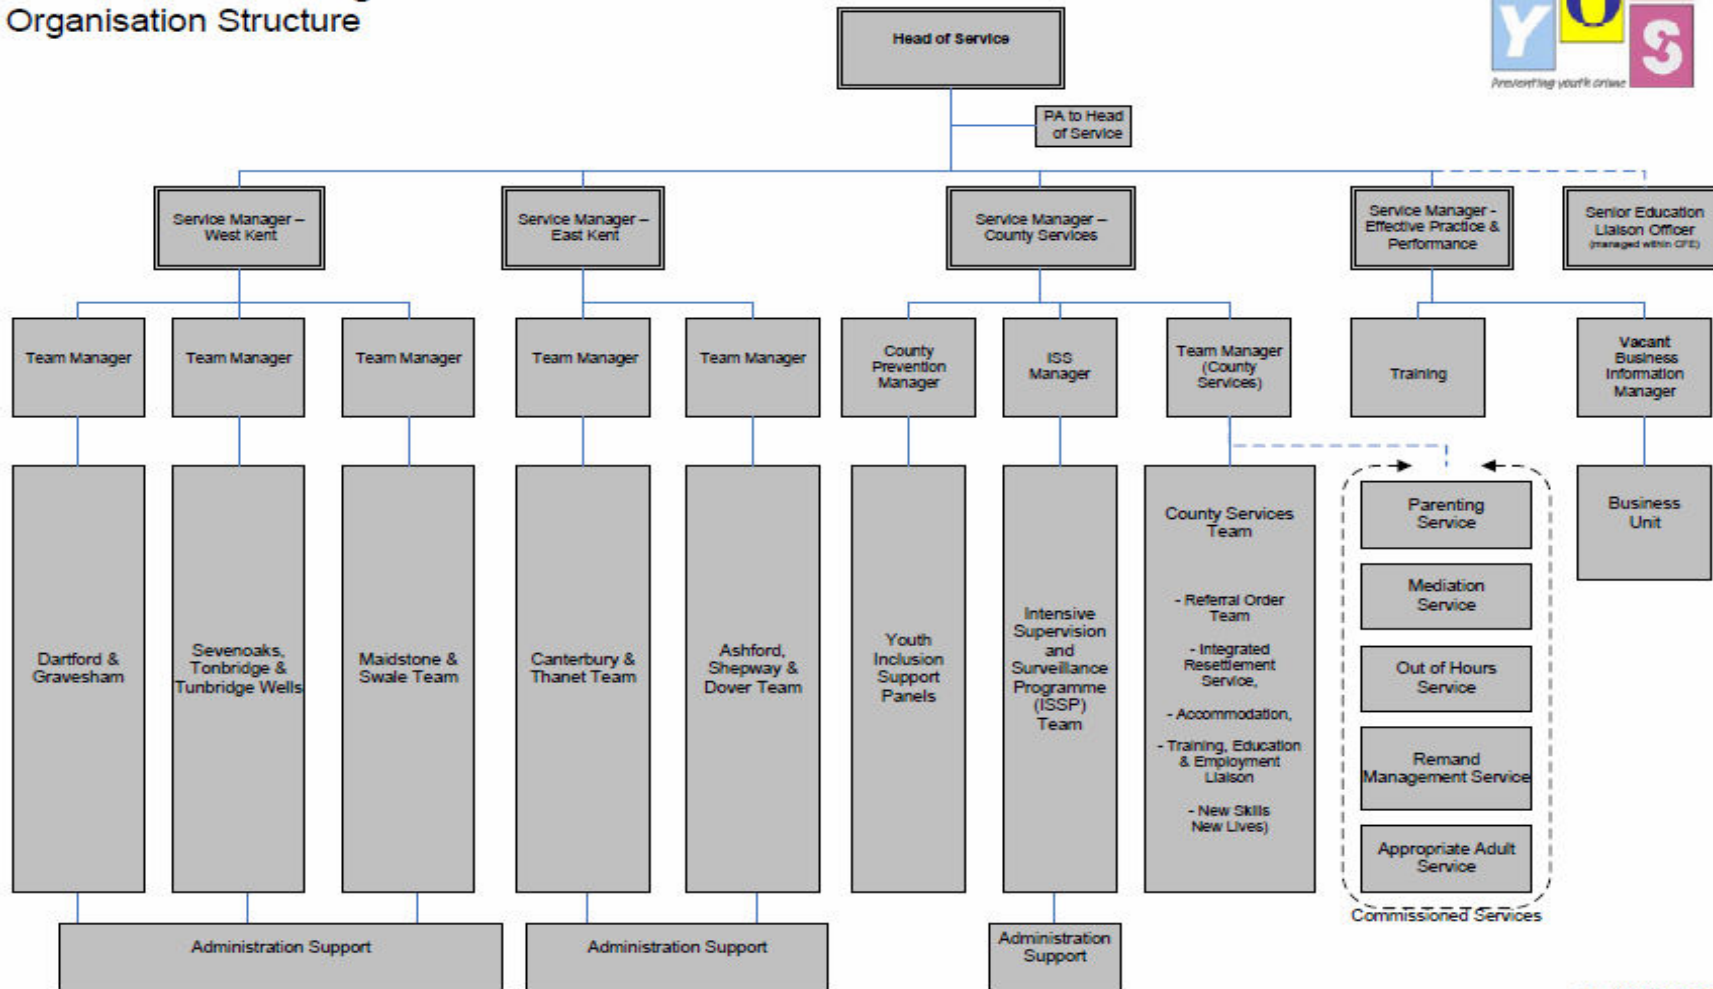 Organisation Structure
YOS
Preventing youth crime
Head of Service
PA to Head
of Service
Service Manager –
West Kent
Service Manager –
East Kent
Service Manager –
County Services
Service Manager -
Effective Practice &
Performance
Senior Education
Liaison Officer
(managed within CFE)
Team Manager
Team Manager
Team Manager
Team Manager
Team Manager
County
Prevention
Manager
ISS
Manager
Team Manager
(County
Services)
Training
Vacant
Business
Information
Manager
Dartford &
Gravesham
Sevenoaks,
Tonbridge &
Tunbridge Wells
Maidstone &
Swale Team
Canterbury &
Thanet Team
Ashford,
Shepway &
Dover Team
Youth
Inclusion
Support
Panels
Intensive
Supervision
and
Surveillance
Programme
(ISSP)
Team
County Services
Team
- Referral Order
Team
- Integrated
Resettlement
Service,
- Accommodation,
- Training, Education
& Employment
Liaison
- New Skills
New Lives)
Parenting
Service
Mediation
Service
Out of Hours
Service
Remand
Management Service
Appropriate Adult
Service
Commissioned Services
Business
Unit
Administration Support
Administration Support
Administration
Support